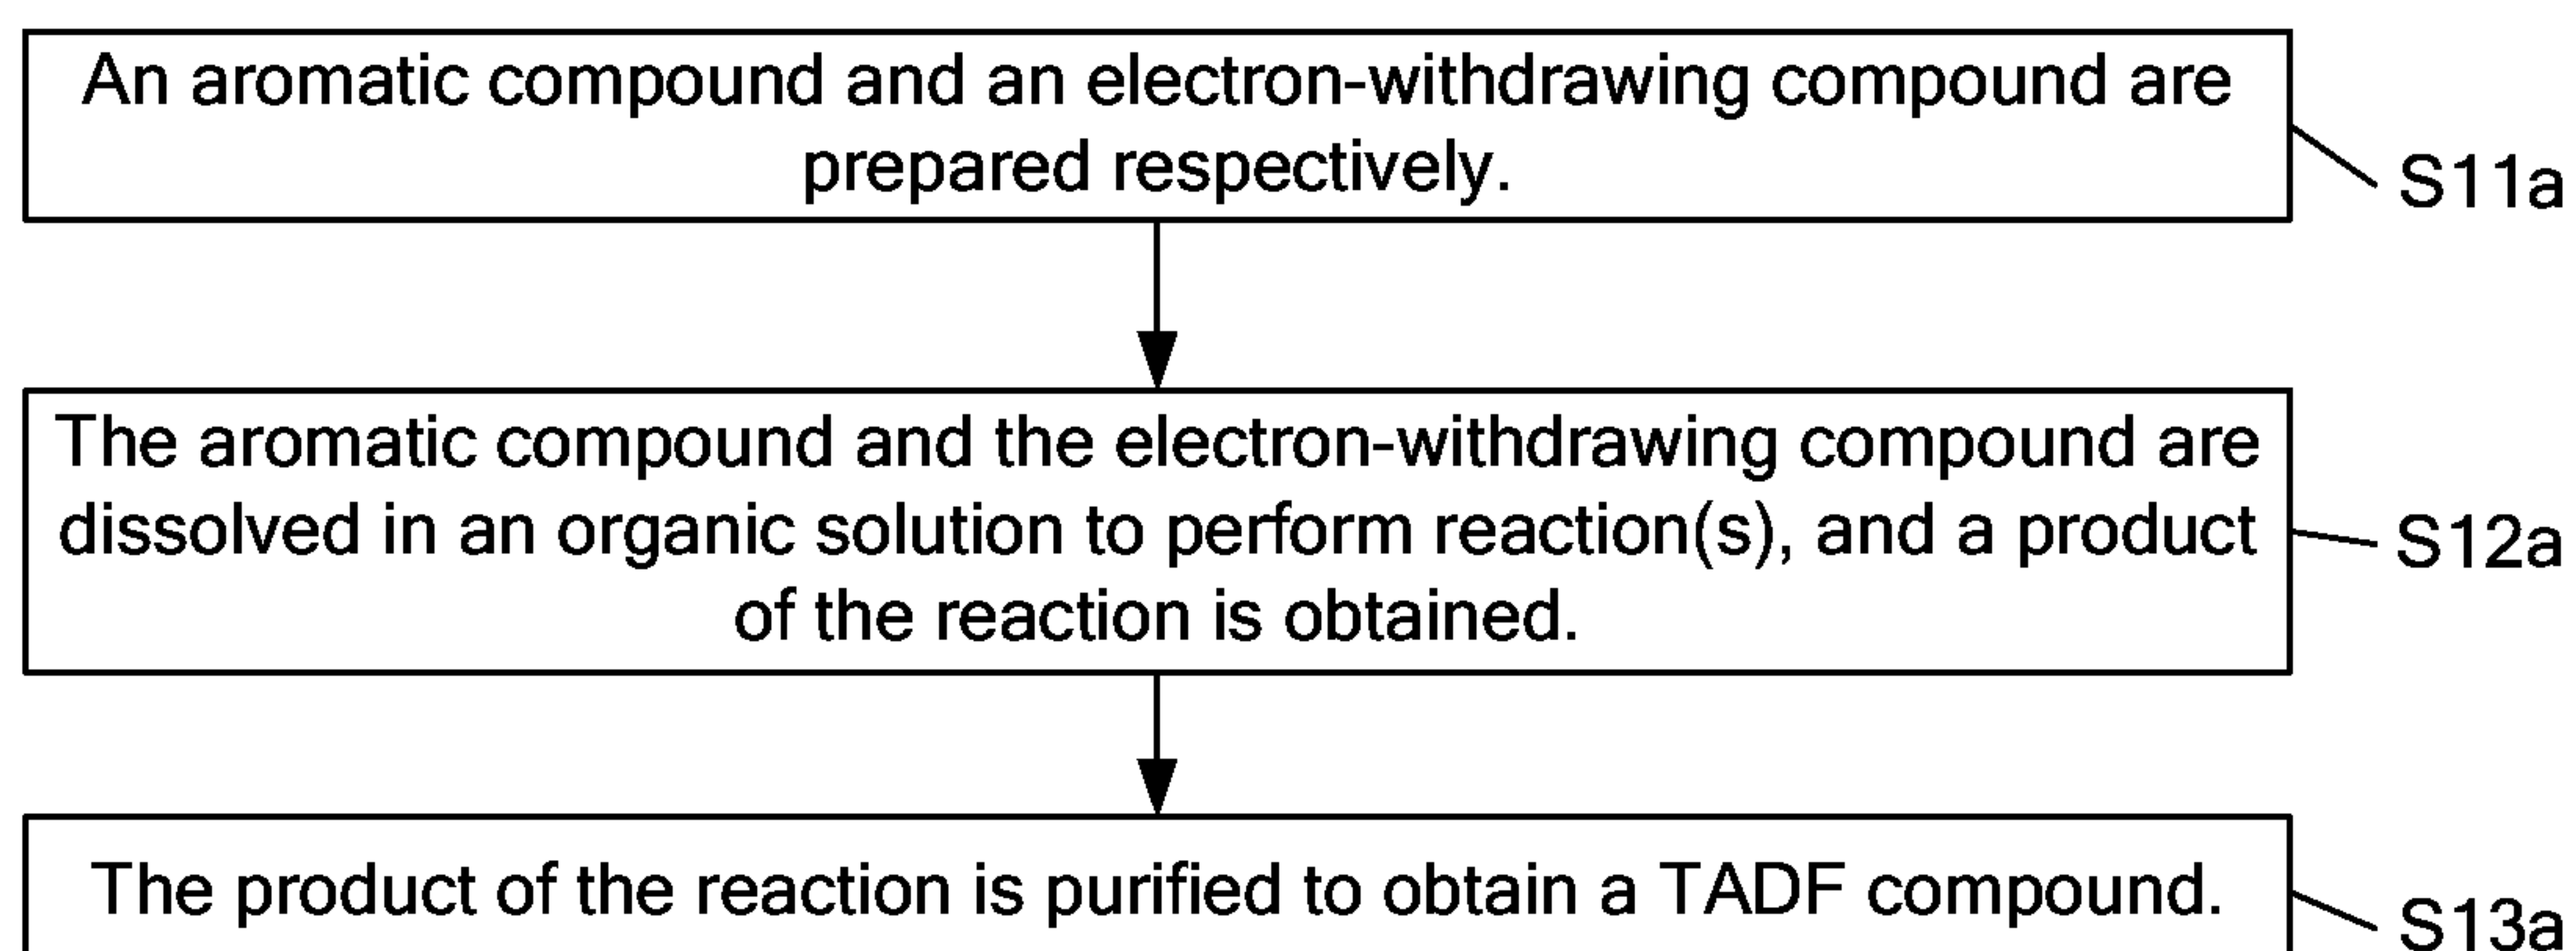 An aromatic compound and an electron-withdrawing compound are
prepared respectively.
S11a
The aromatic compound and the electron-withdrawing compound are
dissolved in an organic solution to perform reaction(s), and a product
of the reaction is obtained.
S12a
The product of the reaction is purified to obtain a TADF compound.
S13a